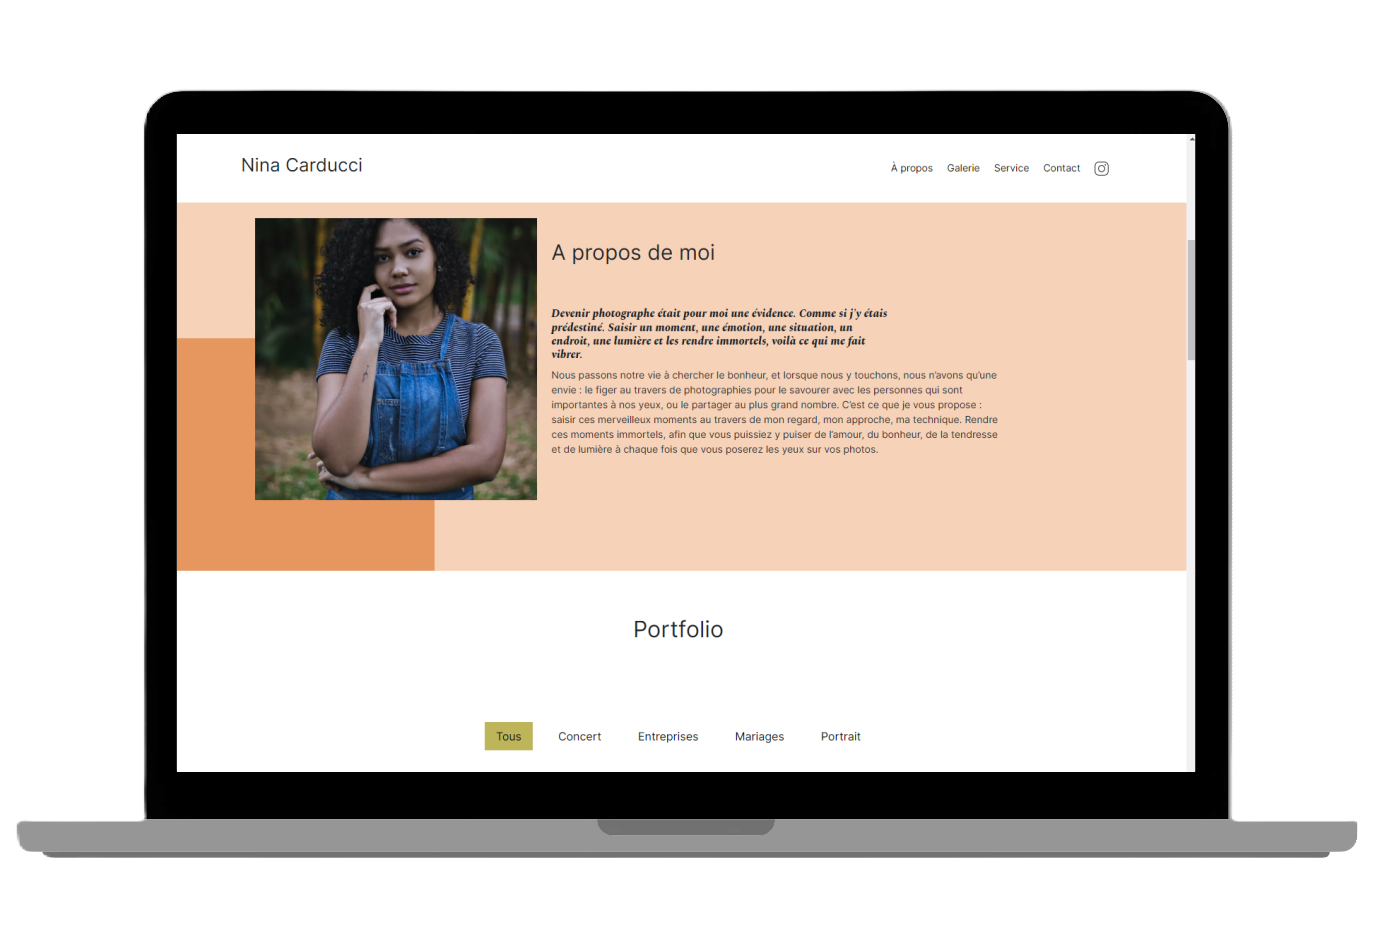 Nina Carducci
À propos Galerie Service Contact
A propos de moi
Devenir photographe était pour moi une évidence. Comme si j'y étais
prédestiné. Saisir un moment, une émotion, une situation, un
endroit, une lumière et les rendre immortels, voilà ce qui me fait
vibrer.
Nous passons notre vie à chercher le bonheur, et lorsque nous y touchons, nous n'avons qu'une
envie : le figer au travers de photographies pour le savourer avec les personnes qui sont
importantes à nos yeux, ou le partager au plus grand nombre. C'est ce que je vous propose :
saisir ces merveilleux moments au travers de mon regard, mon approche, ma technique. Rendre
ces moments immortels, afin que vous puissiez y puiser de l'amour, du bonheur, de la tendresse
et de lumière à chaque fois que vous poserez les yeux sur vos photos.
Portfolio
Tous Concert Entreprises Mariages Portrait